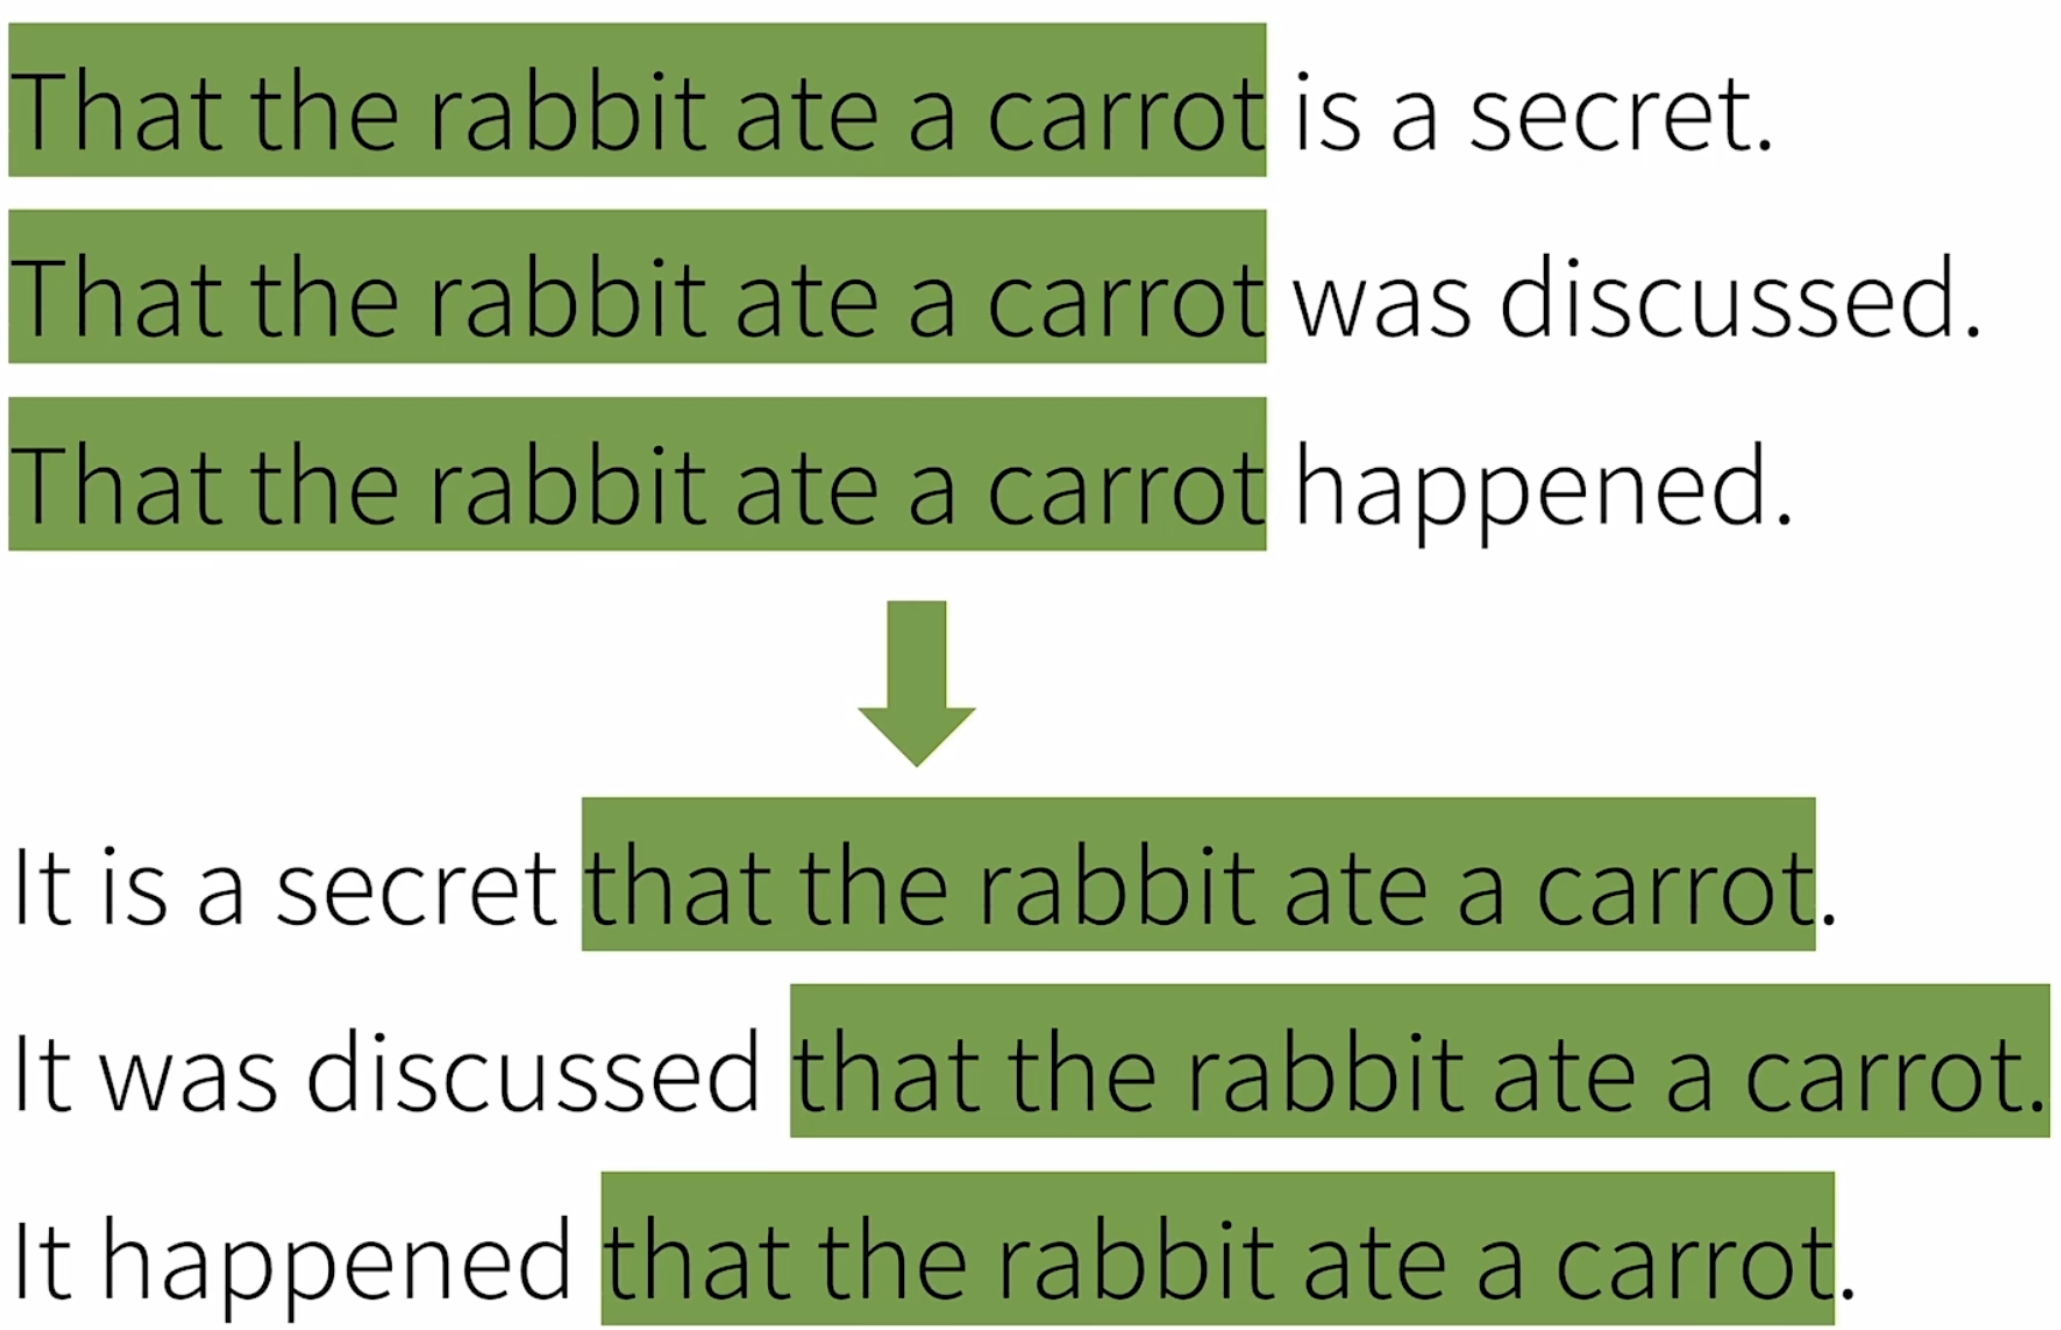 That the rabbit ate a carrot is a secret.
That the rabbit ate a carrot was discussed.
That the rabbit ate a carrot happened.
It is a secret that the rabbit ate a carrot.
It was discussed that the rabbit ate a carrot.
It happened that the rabbit ate a carrot.